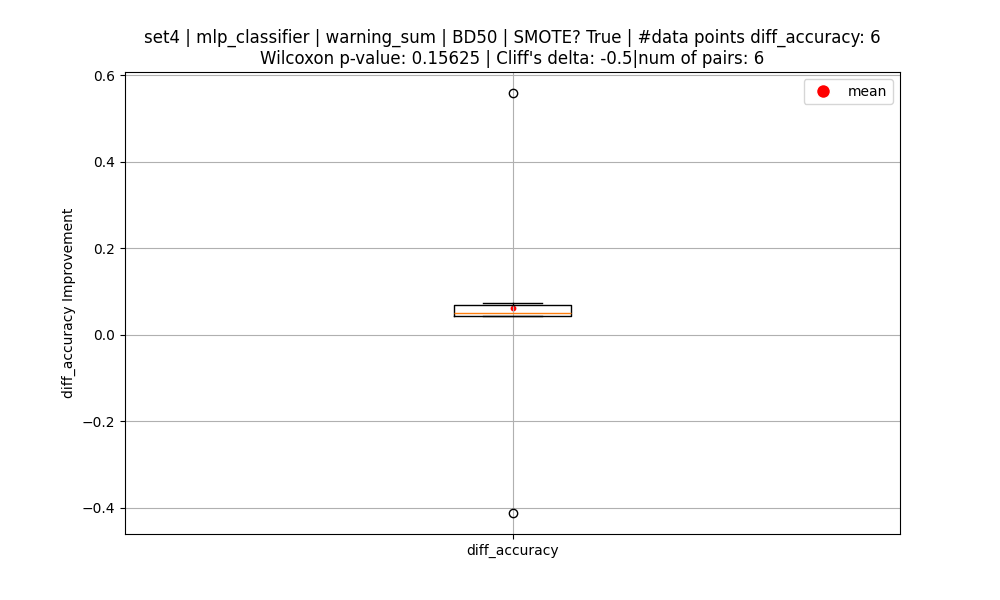 set4 | mlp_classifier | warning_sum | BD50 | SMOTE? True | #data points diff_accuracy: 6
Wilcoxon p-value: 0.15625 | Cliff's delta: -0.5|num of pairs: 6
mean
0.6
0.4
0.2
0.0
−0.2
−0.4
diff_accuracy Improvement
diff_accuracy